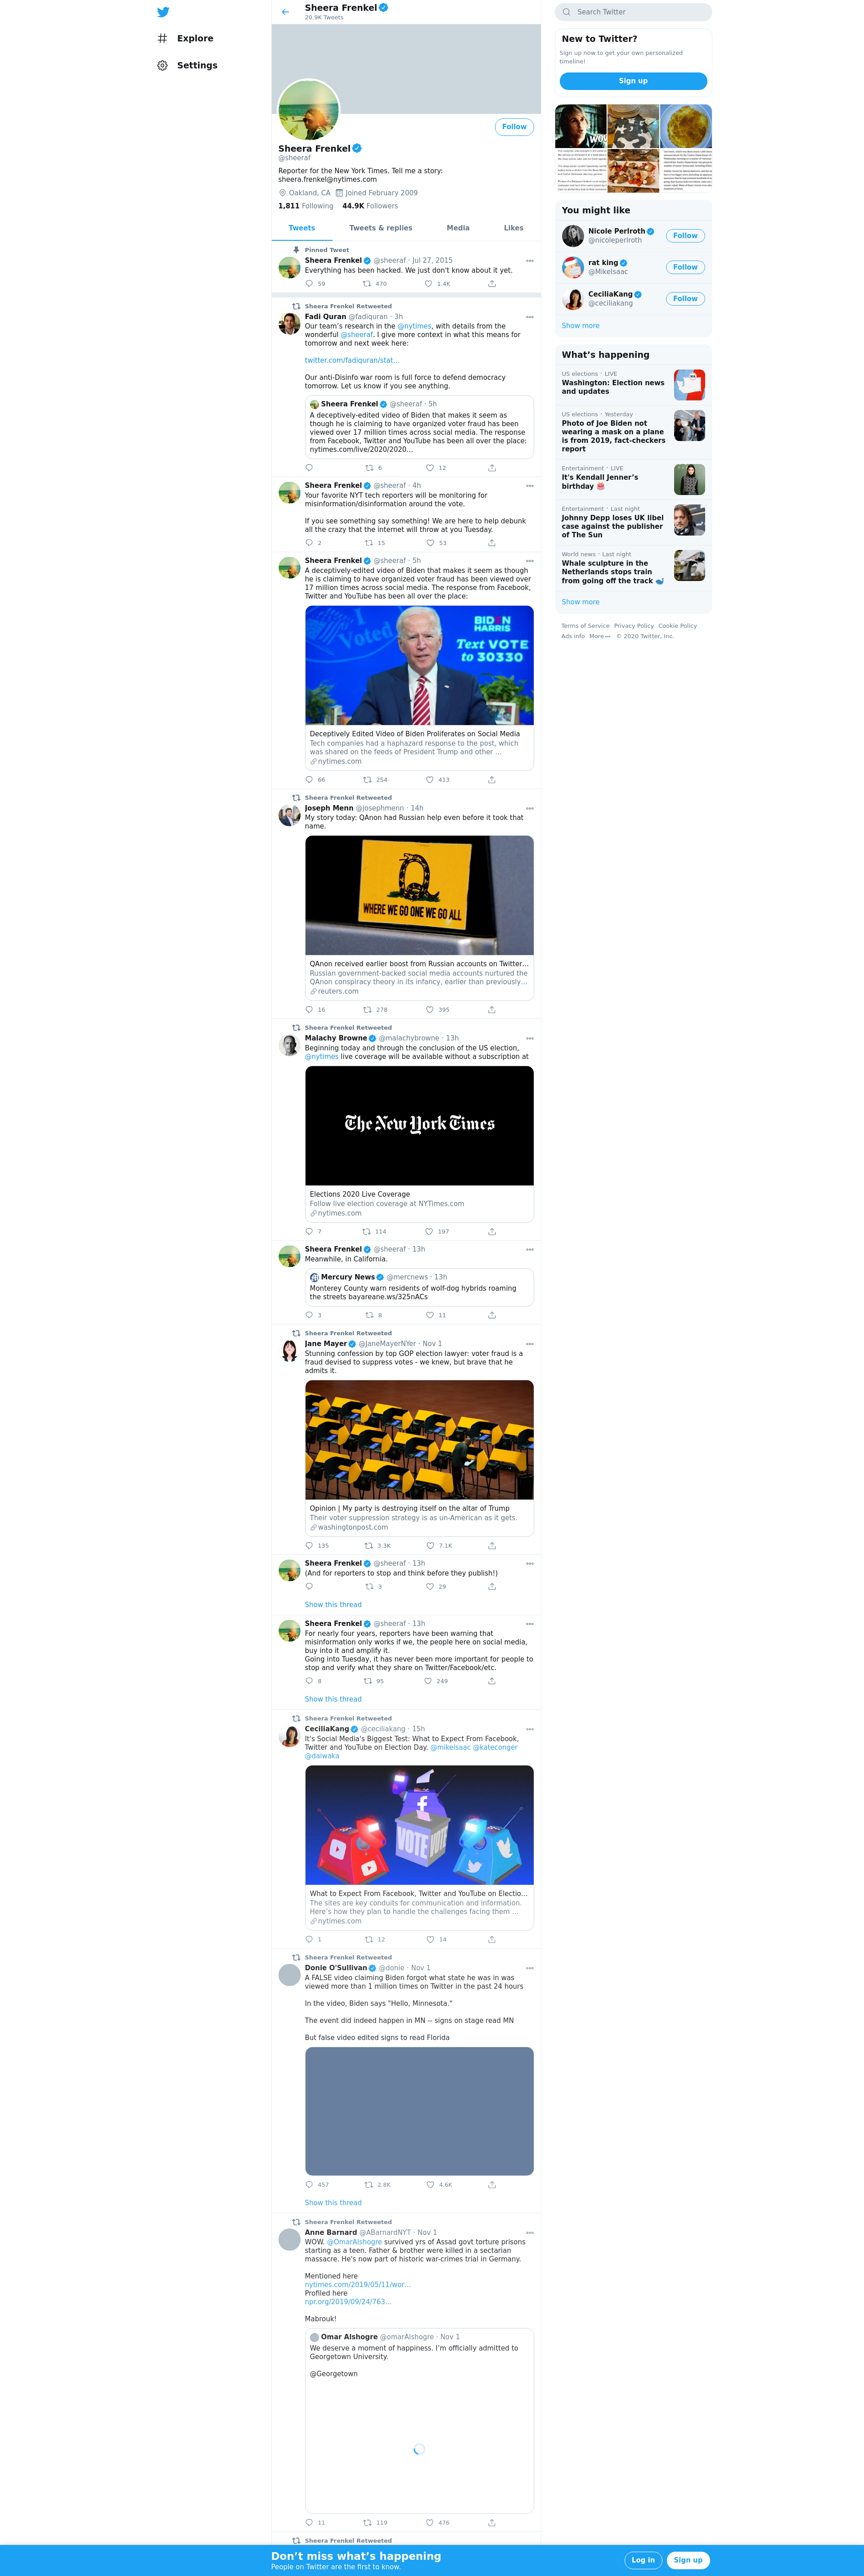 Explore
Settings
Sheera Frenkel
20.9K Tweets
Follow
Sheera Frenkel
@sheeraf
Reporter for the New York Times. Tell me a story:
sheera.frenkel@nytimes.com
Oakland, CA Joined February 2009
1,811 Following 44.9K Followers
Tweets Tweets & replies Media Likes
Pinned Tweet
Sheera Frenkel @sheeraf · Jul 27, 2015
Everything has been hacked. We just don't know about it yet.
59 470 1.4K
Sheera Frenkel Retweeted
Fadi Quran @fadiquran · 3h
Our team's research in the @nytimes, with details from the
wonderful @sheeraf. I give more context in what this means for
tomorrow and next week here:
twitter.com/fadiquran/stat…
Our anti-Disinfo war room is full force to defend democracy
tomorrow. Let us know if you see anything.
Sheera Frenkel @sheeraf · 5h
A deceptively-edited video of Biden that makes it seem as
though he is claiming to have organized voter fraud has been
viewed over 17 million times across social media. The response
from Facebook, Twitter and YouTube has been all over the place:
nytimes.com/live/2020/2020…
6 12
Sheera Frenkel @sheeraf · 4h
Your favorite NYT tech reporters will be monitoring for
misinformation/disinformation around the vote.
If you see something say something! We are here to help debunk
all the crazy that the internet will throw at you Tuesday.
2 15 53
Sheera Frenkel @sheeraf · 5h
A deceptively-edited video of Biden that makes it seem as though
he is claiming to have organized voter fraud has been viewed over
17 million times across social media. The response from Facebook,
Twitter and YouTube has been all over the place:
I Voted
BIDEN
HARRIS
Text VOTE
to 30330
Deceptively Edited Video of Biden Proliferates on Social Media
Tech companies had a haphazard response to the post, which
was shared on the feeds of President Trump and other …
nytimes.com
66 254 413
Sheera Frenkel Retweeted
Joseph Menn @josephmenn · 14h
My story today: QAnon had Russian help even before it took that
name.
WHERE WE GO ONE WE GO ALL
QAnon received earlier boost from Russian accounts on Twitter…
Russian government-backed social media accounts nurtured the
QAnon conspiracy theory in its infancy, earlier than previously…
reuters.com
16 278 395
Sheera Frenkel Retweeted
Malachy Browne @malachybrowne · 13h
Beginning today and through the conclusion of the US election,
@nytimes live coverage will be available without a subscription at
The New York Times
Elections 2020 Live Coverage
Follow live election coverage at NYTimes.com
nytimes.com
7 114 197
Sheera Frenkel @sheeraf · 13h
Meanwhile, in California.
Mercury News @mercnews · 13h
Monterey County warn residents of wolf-dog hybrids roaming
the streets bayareane.ws/325nACs
3 8 11
Sheera Frenkel Retweeted
Jane Mayer @JaneMayerNYer · Nov 1
Stunning confession by top GOP election lawyer: voter fraud is a
fraud devised to suppress votes - we knew, but brave that he
admits it.
Opinion | My party is destroying itself on the altar of Trump
Their voter suppression strategy is as un-American as it gets.
washingtonpost.com
135 3.3K 7.1K
Sheera Frenkel @sheeraf · 13h
(And for reporters to stop and think before they publish!)
3 29
Show this thread
Sheera Frenkel @sheeraf · 13h
For nearly four years, reporters have been warning that
misinformation only works if we, the people here on social media,
buy into it and amplify it.
Going into Tuesday, it has never been more important for people to
stop and verify what they share on Twitter/Facebook/etc.
8 95 249
Show this thread
Sheera Frenkel Retweeted
CeciliaKang @ceciliakang · 15h
It's Social Media's Biggest Test: What to Expect From Facebook,
Twitter and YouTube on Election Day. @mikeisaac @kateconger
@daiwaka
VOTE
What to Expect From Facebook, Twitter and YouTube on Electio…
The sites are key conduits for communication and information.
Here's how they plan to handle the challenges facing them …
nytimes.com
1 12 14
Sheera Frenkel Retweeted
Donie O'Sullivan @donie · Nov 1
A FALSE video claiming Biden forgot what state he was in was
viewed more than 1 million times on Twitter in the past 24 hours
In the video, Biden says "Hello, Minnesota."
The event did indeed happen in MN -- signs on stage read MN
But false video edited signs to read Florida
457 2.8K 4.6K
Show this thread
Sheera Frenkel Retweeted
Anne Barnard @ABarnardNYT · Nov 1
WOW. @OmarAlshogre survived yrs of Assad govt torture prisons
starting as a teen. Father & brother were killed in a sectarian
massacre. He's now part of historic war-crimes trial in Germany.
Mentioned here
nytimes.com/2019/05/11/wor…
Profiled here
npr.org/2019/09/24/763…
Mabrouk!
Omar Alshogre @omarAlshogre · Nov 1
We deserve a moment of happiness. I'm officially admitted to
Georgetown University.
@Georgetown
11 119 476
Sheera Frenkel Retweeted
Search Twitter
New to Twitter?
Sign up now to get your own personalized
timeline!
Sign up
You might like
Nicole Perlroth
@nicoleperlroth
Follow
rat king
@MikeIsaac
Follow
CeciliaKang
@ceciliakang
Follow
Show more
What's happening
US elections · LIVE
Washington: Election news
and updates
US elections · Yesterday
Photo of Joe Biden not
wearing a mask on a plane
is from 2019, fact-checkers
report
Entertainment · LIVE
It's Kendall Jenner's
birthday 🎂
Entertainment · Last night
Johnny Depp loses UK libel
case against the publisher
of The Sun
World news · Last night
Whale sculpture in the
Netherlands stops train
from going off the track 🐳
Show more
Terms of Service Privacy Policy Cookie Policy
Ads info More © 2020 Twitter, Inc.
Don't miss what's happening
People on Twitter are the first to know.
Log in
Sign up